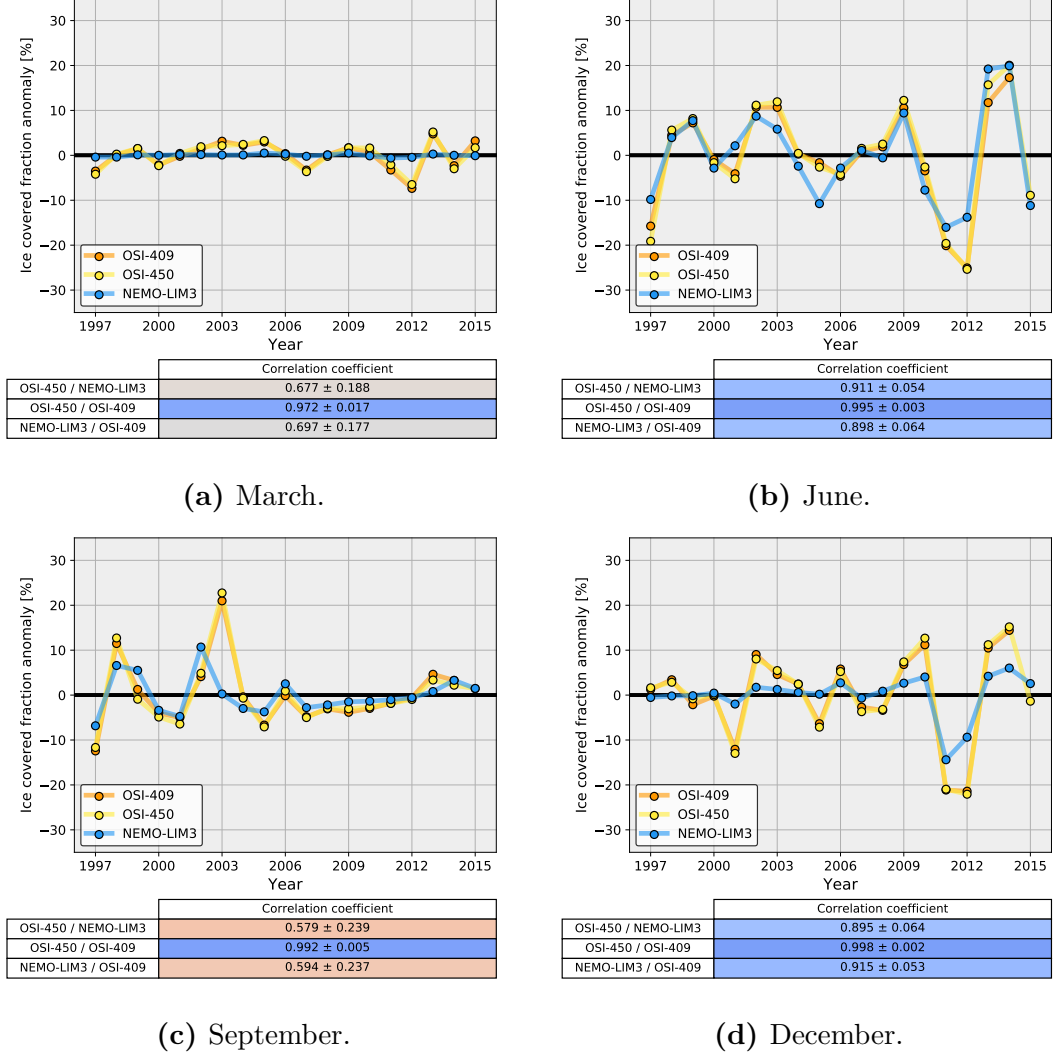 30
20
10
0
−10
−20
−30
Ice covered fraction anomaly [%]
OSI-409
OSI-450
NEMO-LIM3
1997 2000 2003 2006 2009 2012 2015
Year
Correlation coefficient
OSI-450 / NEMO-LIM3 0.677 ± 0.188
OSI-450 / OSI-409 0.972 ± 0.017
NEMO-LIM3 / OSI-409 0.697 ± 0.177
(a) March.
30
20
10
0
−10
−20
−30
Ice covered fraction anomaly [%]
OSI-409
OSI-450
NEMO-LIM3
1997 2000 2003 2006 2009 2012 2015
Year
Correlation coefficient
OSI-450 / NEMO-LIM3 0.911 ± 0.054
OSI-450 / OSI-409 0.995 ± 0.003
NEMO-LIM3 / OSI-409 0.898 ± 0.064
(b) June.
30
20
10
0
−10
−20
−30
Ice covered fraction anomaly [%]
OSI-409
OSI-450
NEMO-LIM3
1997 2000 2003 2006 2009 2012 2015
Year
Correlation coefficient
OSI-450 / NEMO-LIM3 0.579 ± 0.239
OSI-450 / OSI-409 0.992 ± 0.005
NEMO-LIM3 / OSI-409 0.594 ± 0.237
(c) September.
30
20
10
0
−10
−20
−30
Ice covered fraction anomaly [%]
OSI-409
OSI-450
NEMO-LIM3
1997 2000 2003 2006 2009 2012 2015
Year
Correlation coefficient
OSI-450 / NEMO-LIM3 0.895 ± 0.064
OSI-450 / OSI-409 0.998 ± 0.002
NEMO-LIM3 / OSI-409 0.915 ± 0.053
(d) December.